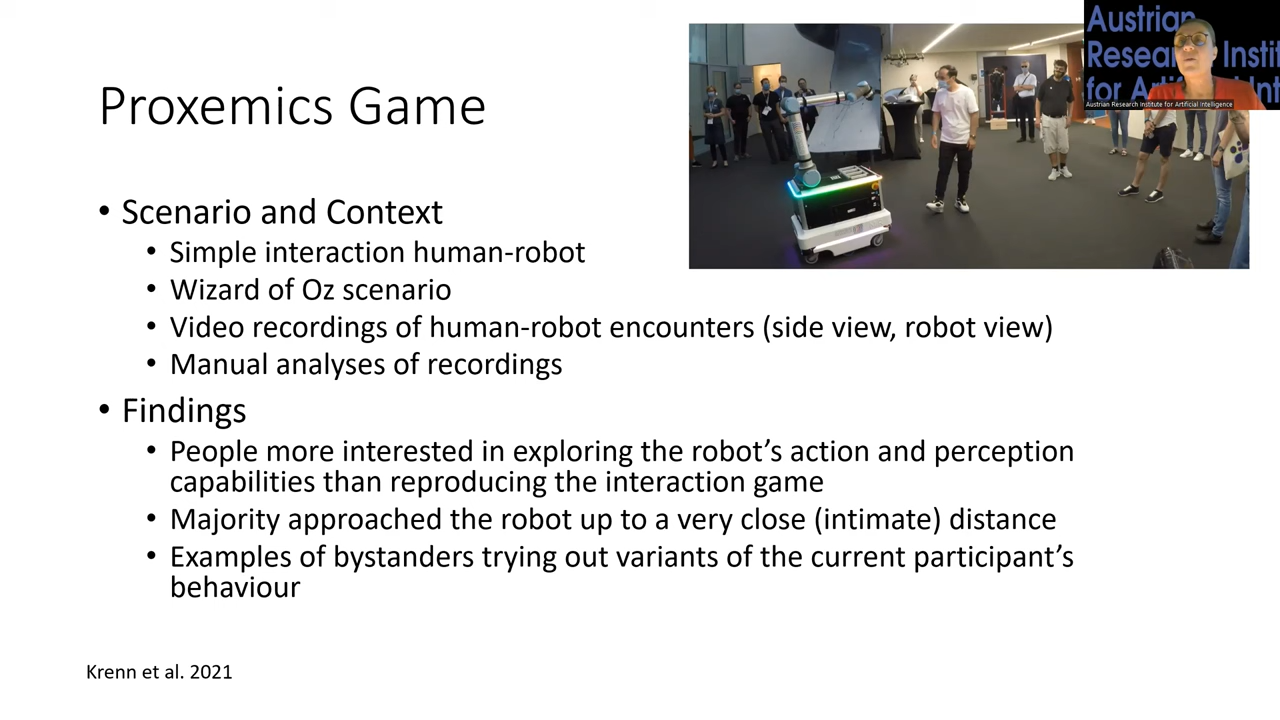 Proxemics Game
• Scenario and Context
• Simple interaction human-robot
• Wizard of Oz scenario
• Video recordings of human-robot encounters (side view, robot view)
• Manual analyses of recordings
• Findings
• People more interested in exploring the robot’s action and perception
capabilities than reproducing the interaction game
• Majority approached the robot up to a very close (intimate) distance
• Examples of bystanders trying out variants of the current participant’s
behaviour
Krenn et al. 2021
Austrian
Resear Instit
for Artif Int
Austrian Research Institute for Artificial Intelligence